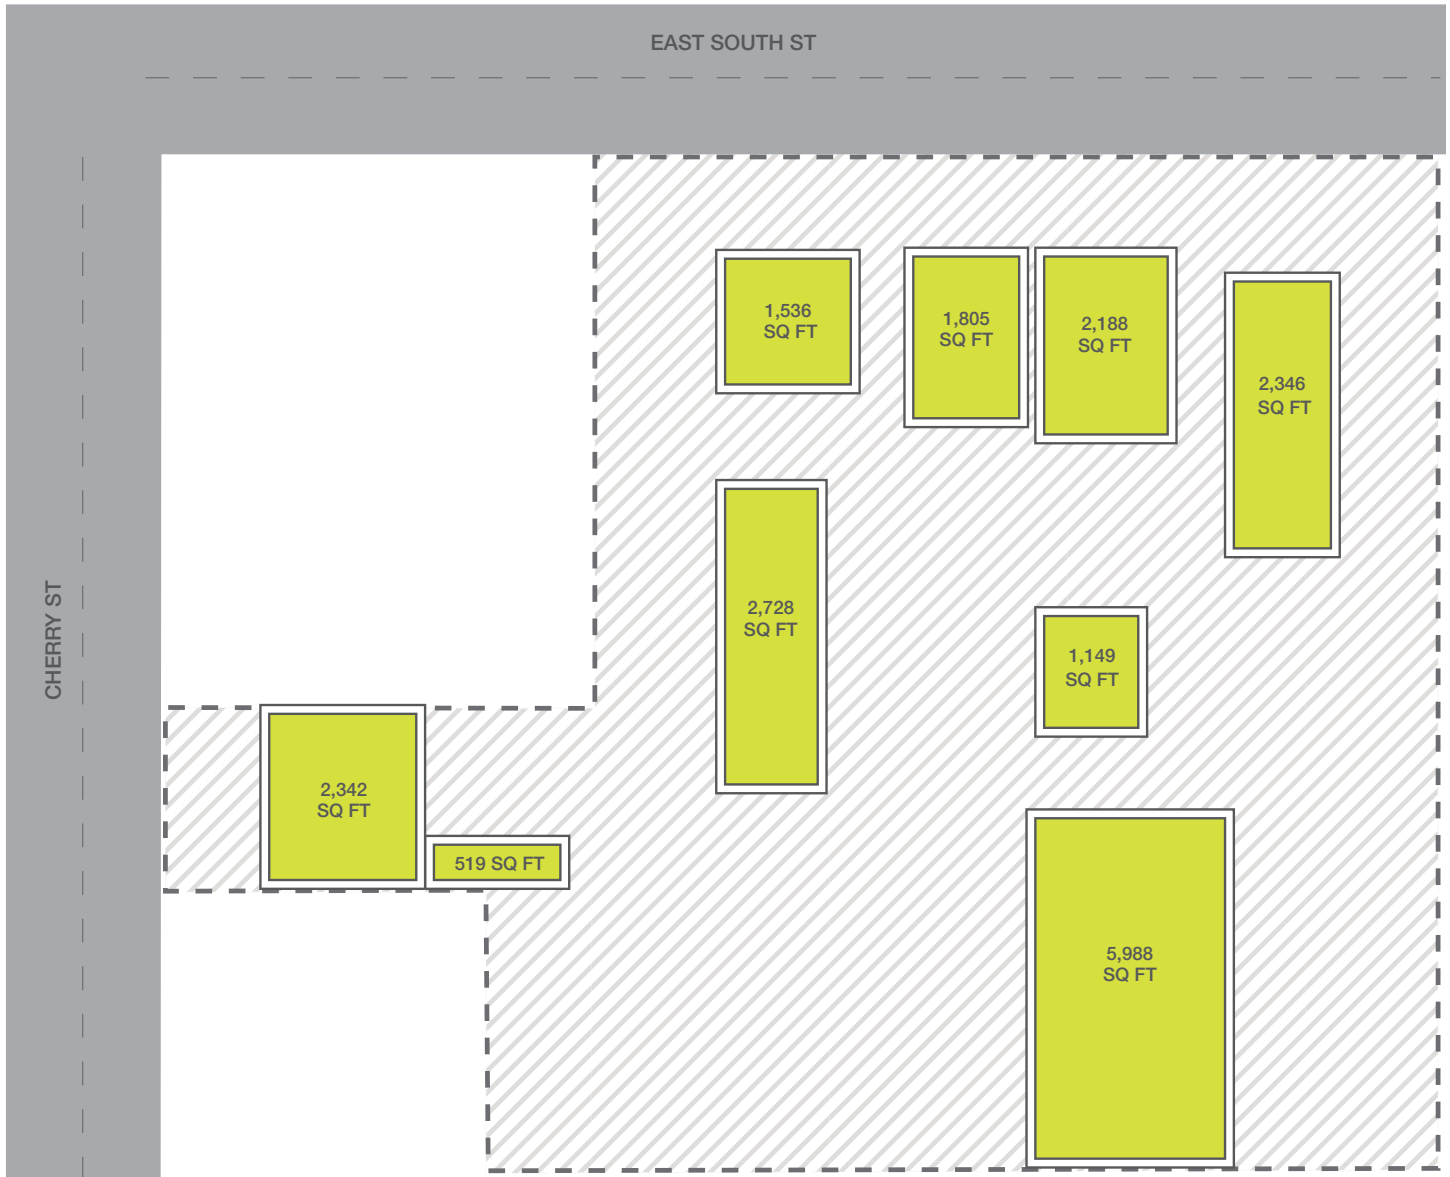 EAST SOUTH ST
1,536
SQ FT
1,805
SQ FT
2,188
SQ FT
2,346
SQ FT
2,728
SQ FT
1,149
SQ FT
CHERRY ST
2,342
SQ FT
519 SQ FT
5,988
SQ FT